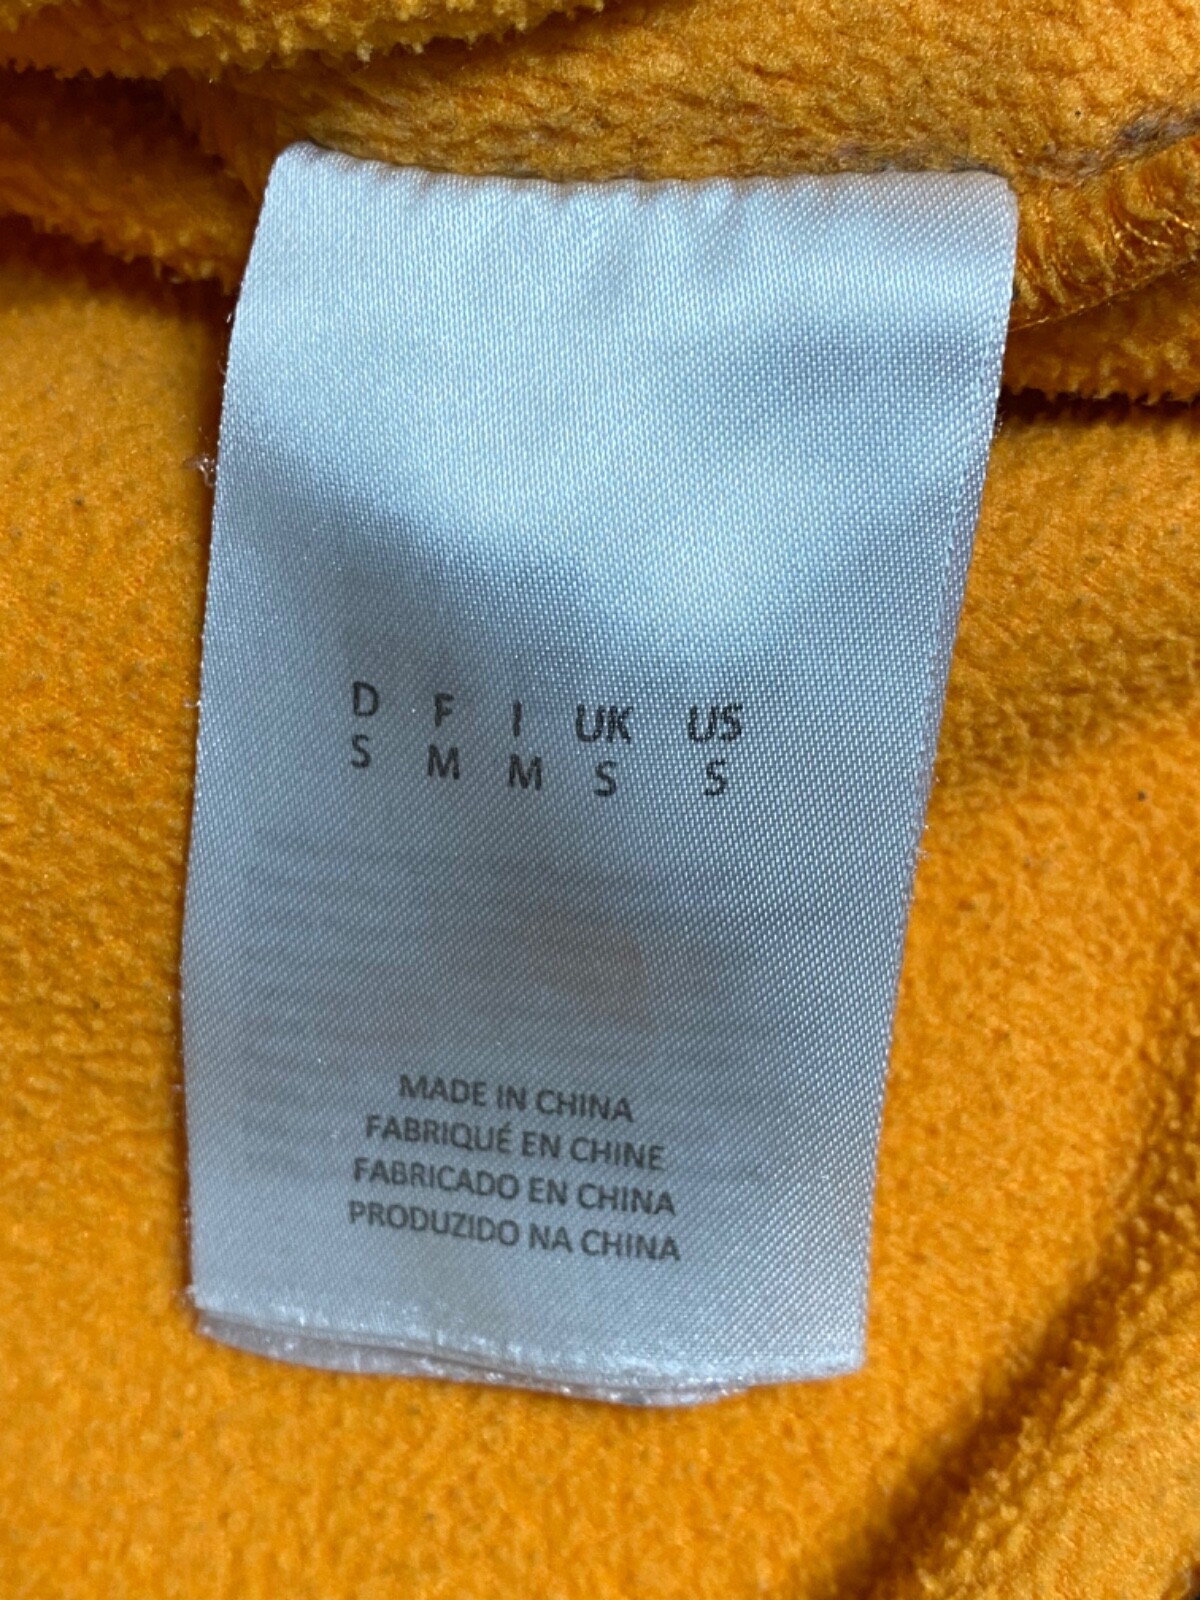 D F I UK US
S M M S S
MADE IN CHINA
FABRIQUÉ EN CHINE
FABRICADO EN CHINA
PRODUZIDO NA CHINA